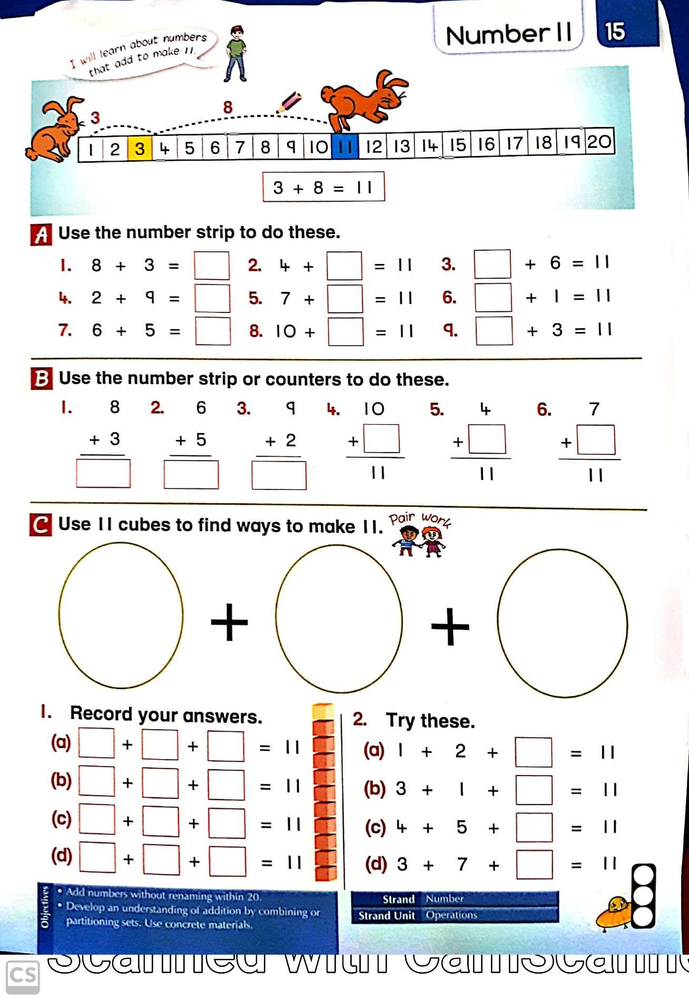 Number 11 15
I will learn about numbers
that add to make 11.
3 8
1 2 3 4 5 6 7 8 9 10 11 12 13 14 15 16 17 18 19 20
3 + 8 = 11
A Use the number strip to do these.
1. 8 + 3 = 2. 4 + = 11 3. + 6 = 11
4. 2 + 9 = 5. 7 + = 11 6. + 1 = 11
7. 6 + 5 = 8. 10 + = 11 9. + 3 = 11
B Use the number strip or counters to do these.
1. 8 2. 6 3. 9 4. 10 5. 4 6. 7
+ 3 + 5 + 2 + + +
11 11 11
C Use 11 cubes to find ways to make 11. Pair work
+ +
1. Record your answers.
(a) + + = 11
(b) + + = 11
(c) + + = 11
(d) + + = 11
2. Try these.
(a) 1 + 2 + = 11
(b) 3 + 1 + = 11
(c) 4 + 5 + = 11
(d) 3 + 7 + = 11
Objectives
• Add numbers without renaming within 20.
• Develop an understanding of addition by combining or
partitioning sets. Use concrete materials.
Strand Number
Strand Unit Operations
CS Scanned with CamScanne